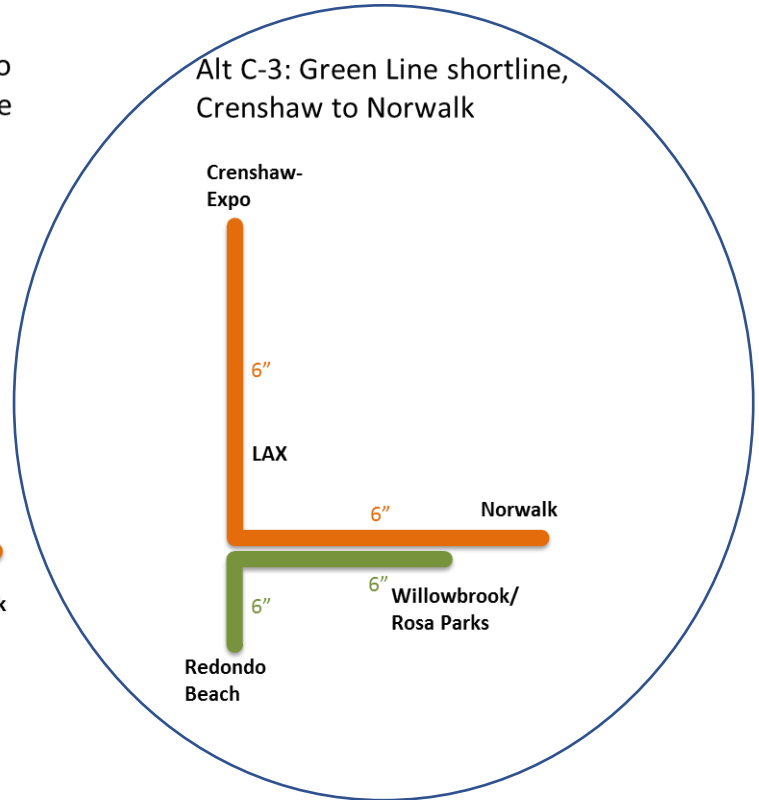 o
e
Alt C-3: Green Line shortline,
Crenshaw to Norwalk
Crenshaw-
Expo
6”
LAX
6”
Norwalk
6”
Willowbrook/
Rosa Parks
6”
Redondo
Beach
k